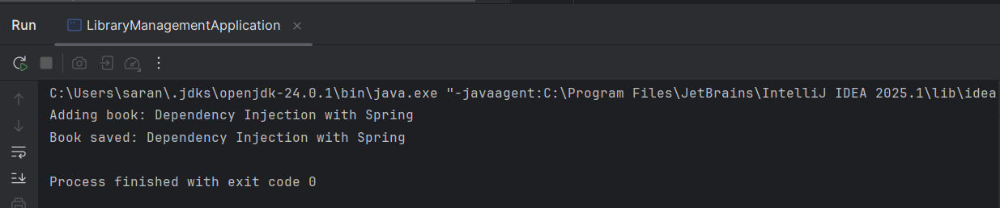 Run LibraryManagementApplication
C:\Users\saran\.jdks\openjdk-24.0.1\bin\java.exe "-javaagent:C:\Program Files\JetBrains\IntelliJ IDEA 2025.1\lib\idea
Adding book: Dependency Injection with Spring
Book saved: Dependency Injection with Spring
Process finished with exit code 0